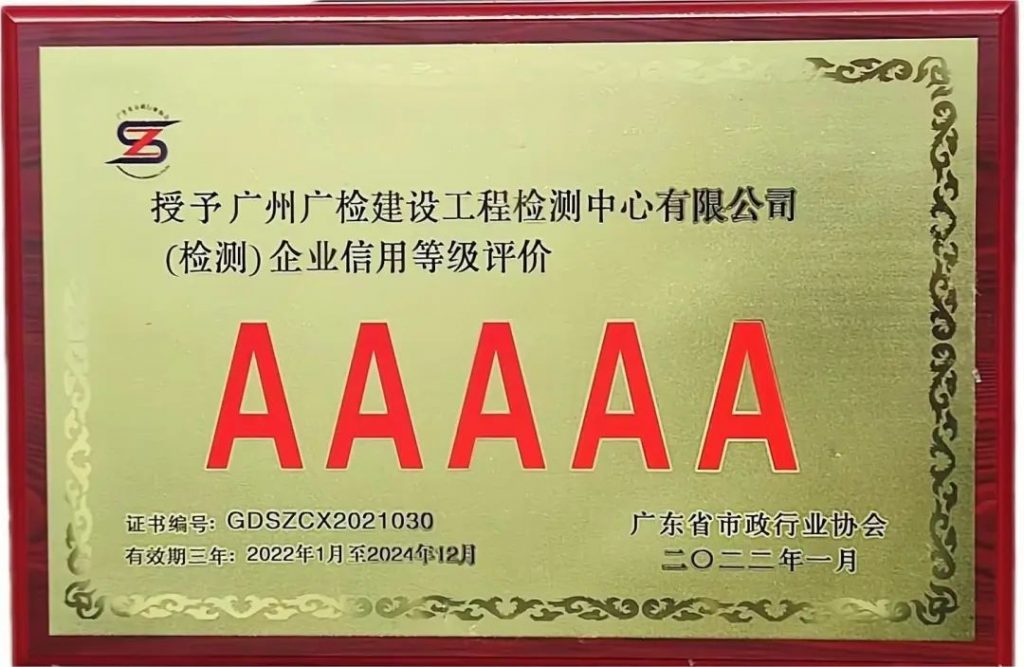 授予广州广检建设工程检测中心有限公司
(检测)企业信用等级评价
AAAAA
证书编号: GDSZCX2021030
有效期三年: 2022年1月至2024年12月
广东省市政行业协会
二〇二二年一月